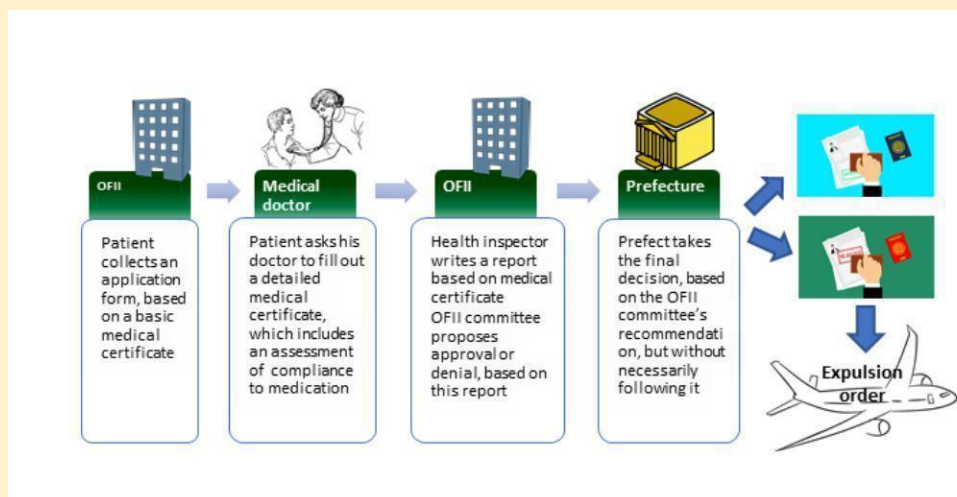 OFII
Patient
collects an
application
form, based
on a basic
medical
certificate
Medical
doctor
Patient asks his
doctor to fill out
a detailed
medical
certificate,
which includes
an assessment
of compliance
to medication
OFII
Health inspector
writes a report
based on medical
certificate
OFII committee
proposes
approval or
denial, based on
this report
Prefecture
Prefect takes
the final
decision, based
on the OFII
committee's
recommendati
on, but without
necessarily
following it
Expulsion
order